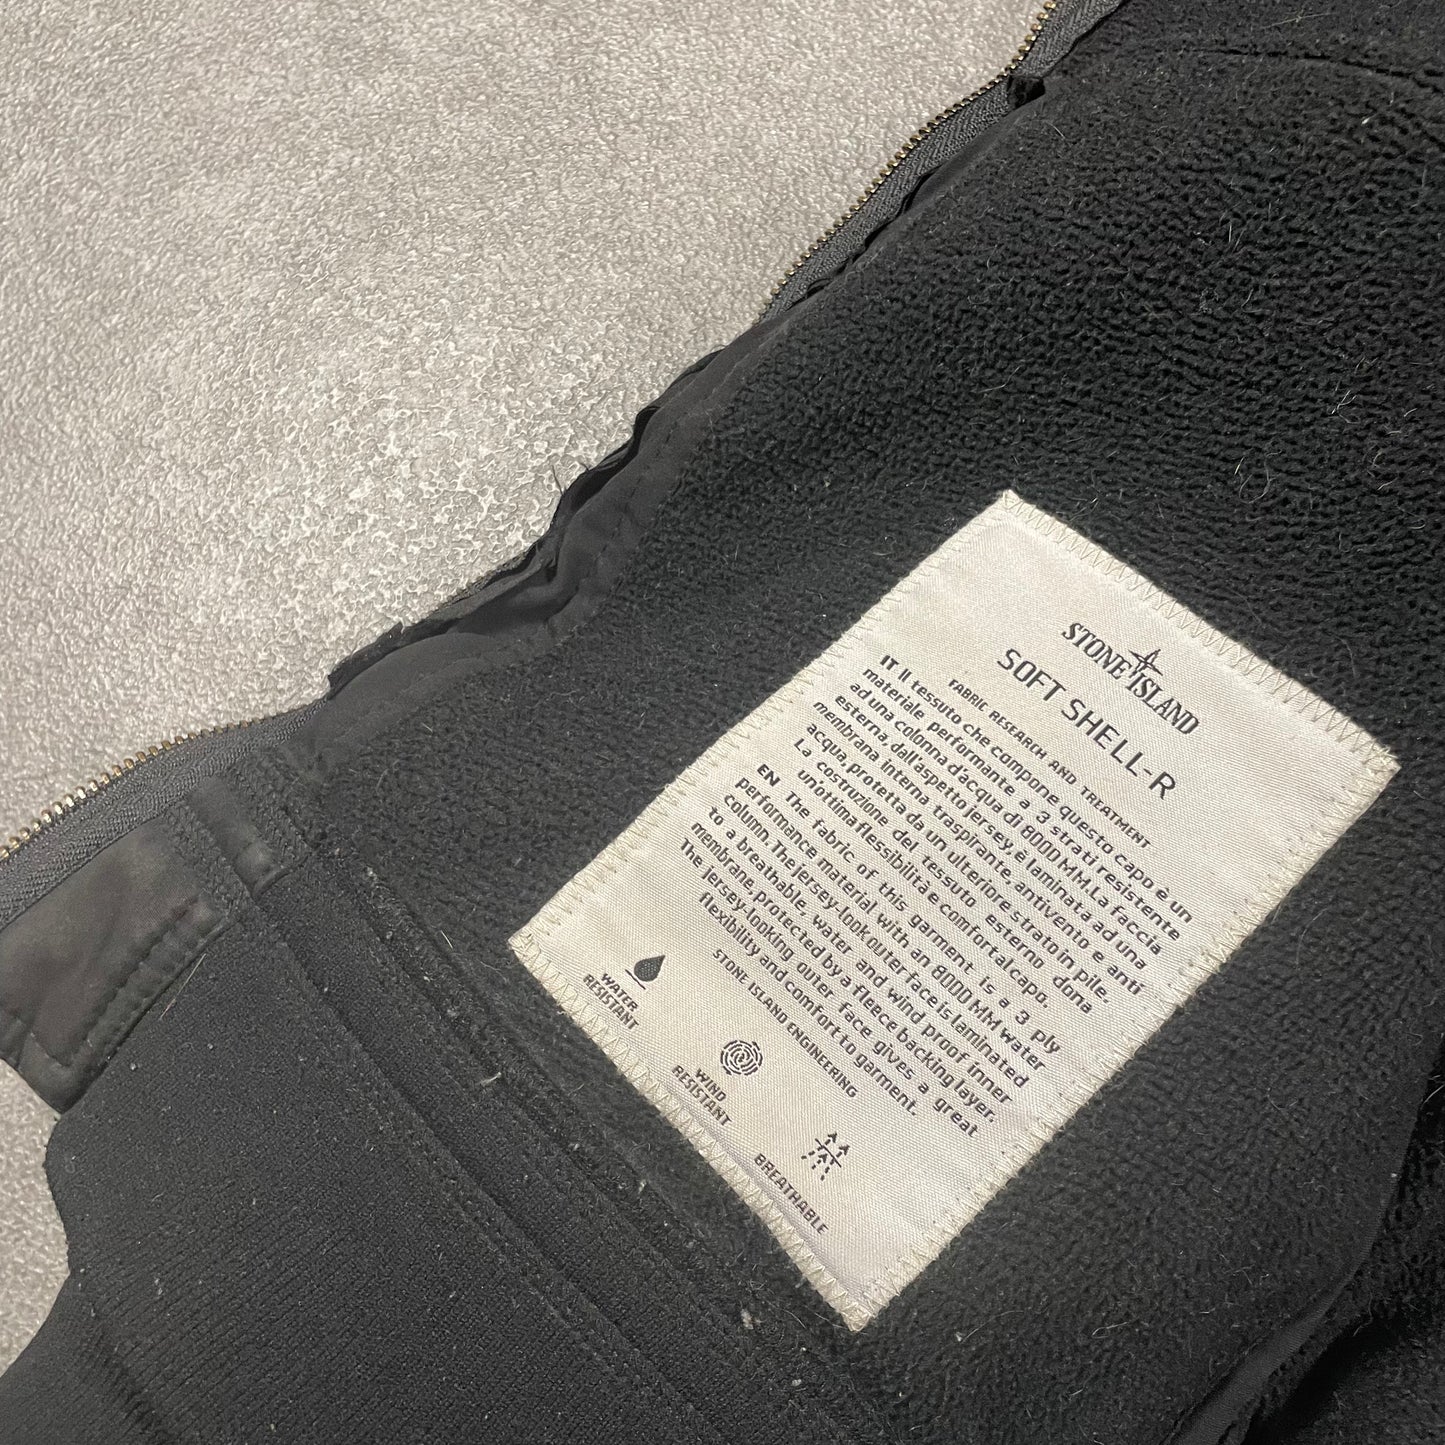 STONE ISLAND
SOFT SHELL-R
FABRIC RESEARCH AND TREATMENT
IT Il tessuto che compone questo capo è un
materiale performante a 3 strati resistente
ad una colonna d'acqua di 8000 MM. La faccia
esterna, dall'aspetto jersey, è laminata ad una
membrana interna traspirante, antivento e anti
acqua, protetta da un ulteriore strato in pile.
La costruzione del tessuto esterno dona
un'ottima flessibilità e comfort al capo.
EN The fabric of this garment is a 3 ply
performance material with an 8000 MM water
column. The jersey-look outer face is laminated
to a breathable, water and wind proof inner
membrane, protected by a fleece backing layer.
The jersey-looking outer face gives a great
flexibility and comfort to garment.
STONE ISLAND ENGINEERING
WATER
RESISTANT
WIND
RESISTANT
BREATHABLE